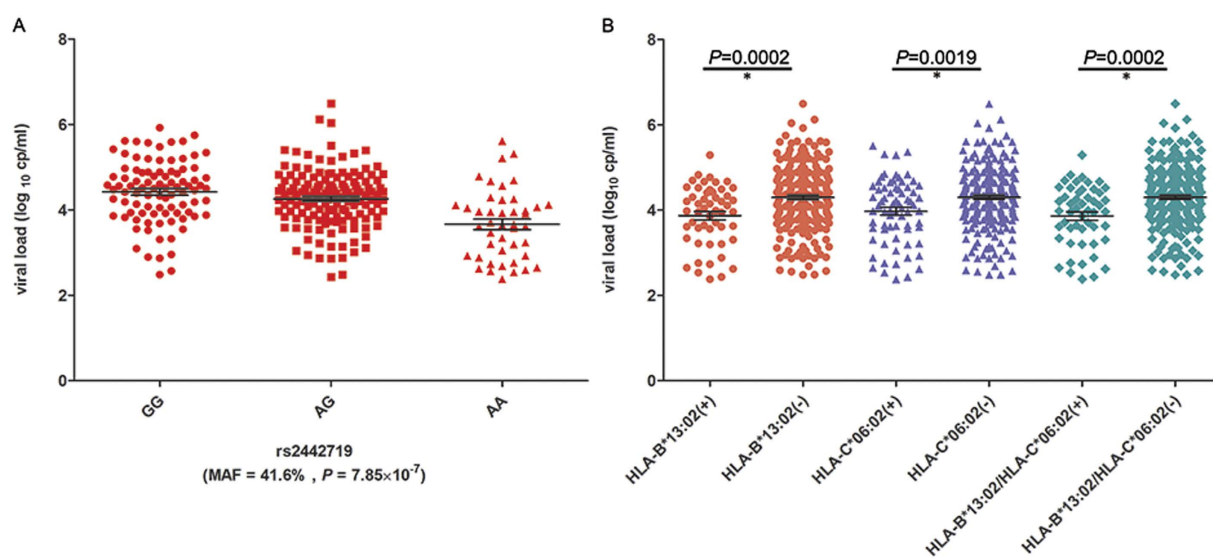 A
8
6
4
2
0
viral load (log 10 cp/ml)
GG
AG
AA
rs2442719
(MAF = 41.6% , P = 7.85×10-7)
B
8
6
4
2
0
viral load (log10 cp/ml)
P=0.0002
*
P=0.0019
*
P=0.0002
*
HLA-B*13:02(+)
HLA-B*13:02(-)
HLA-C*06:02(+)
HLA-C*06:02(-)
HLA-B*13:02/HLA-C*06:02(+)
HLA-B*13:02/HLA-C*06:02(-)